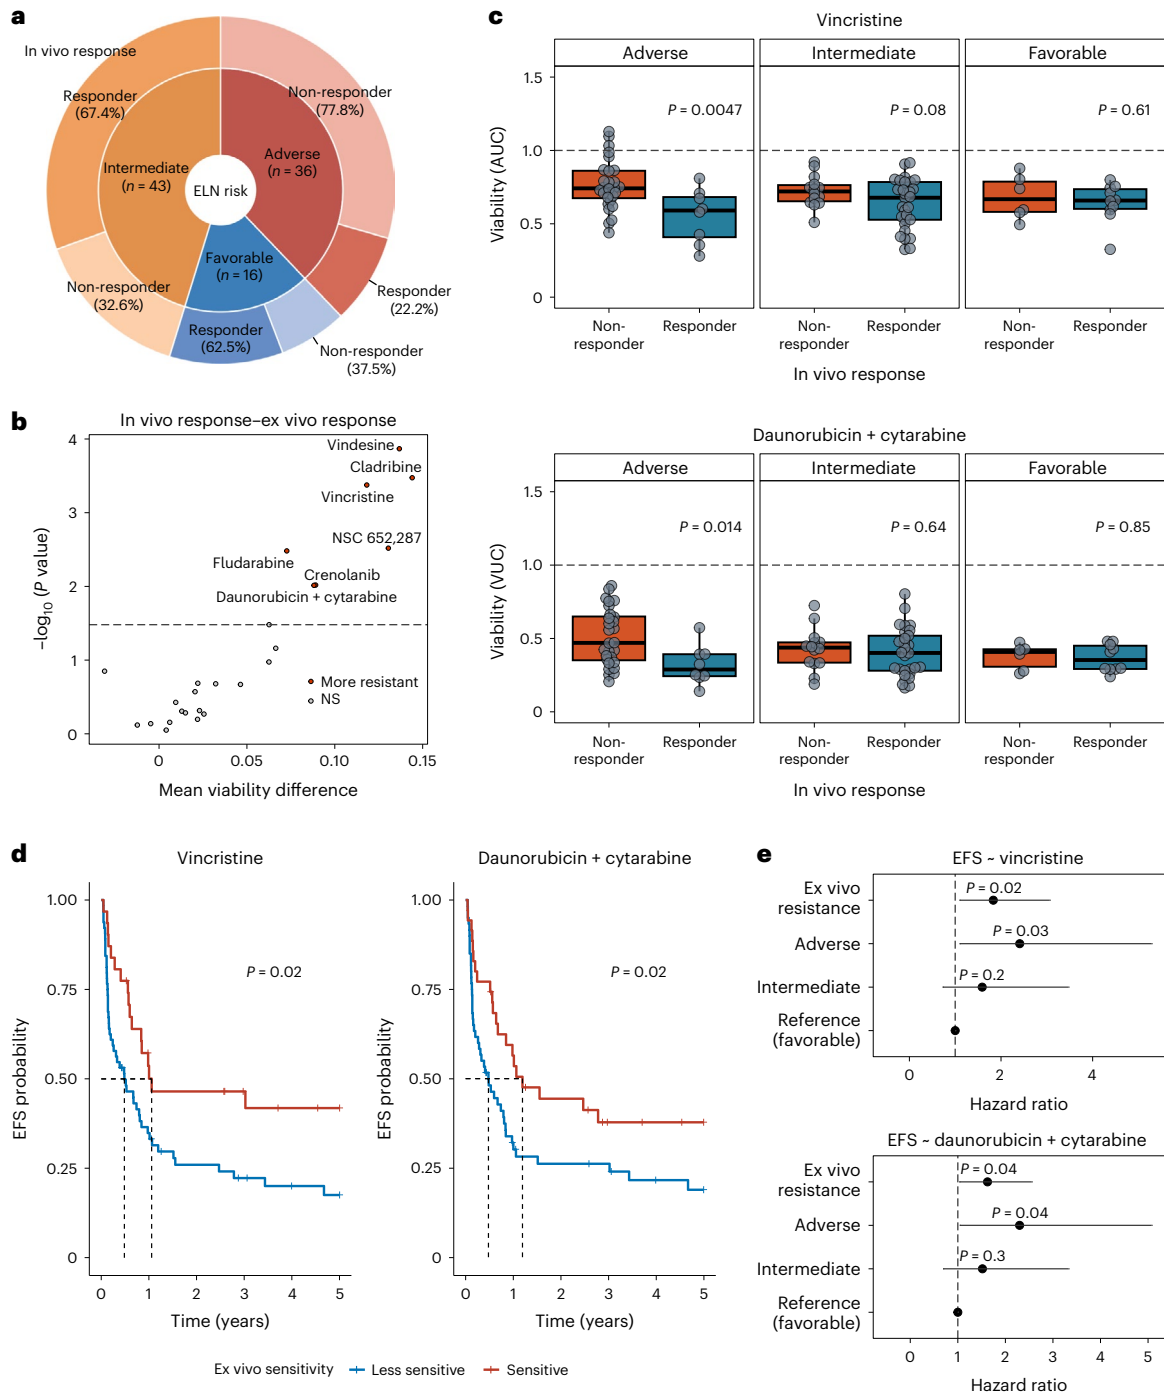 a
In vivo response
Responder
(67.4%)
Non-responder
(77.8%)
Intermediate
(n = 43)
Adverse
(n = 36)
ELN risk
Favorable
(n = 16)
Non-responder
(32.6%)
Responder
(62.5%)
Responder
(22.2%)
Non-responder
(37.5%)
b
In vivo response–ex vivo response
–log10 (P value)
4
3
2
1
0
Vindesine
Cladribine
Vincristine
NSC 652,287
Fludarabine
Crenolanib
Daunorubicin + cytarabine
More resistant
NS
0
0.05
0.10
0.15
Mean viability difference
c
Vincristine
Adverse
Intermediate
Favorable
P = 0.0047
P = 0.08
P = 0.61
Viability (AUC)
1.5
1.0
0.5
0
Non-
responder
Responder
Non-
responder
Responder
Non-
responder
Responder
In vivo response
Daunorubicin + cytarabine
Adverse
Intermediate
Favorable
P = 0.014
P = 0.64
P = 0.85
Viability (VUC)
1.5
1.0
0.5
0
Non-
responder
Responder
Non-
responder
Responder
Non-
responder
Responder
In vivo response
d
Vincristine
P = 0.02
EFS probability
1.00
0.75
0.50
0.25
0
0 1 2 3 4 5
Time (years)
Daunorubicin + cytarabine
P = 0.02
EFS probability
1.00
0.75
0.50
0.25
0
0 1 2 3 4 5
Time (years)
Ex vivo sensitivity Less sensitive Sensitive
e
EFS ~ vincristine
Ex vivo
resistance
Adverse
Intermediate
Reference
(favorable)
P = 0.02
P = 0.03
P = 0.2
0 2 4
Hazard ratio
EFS ~ daunorubicin + cytarabine
Ex vivo
resistance
Adverse
Intermediate
Reference
(favorable)
P = 0.04
P = 0.04
P = 0.3
0 1 2 3 4 5
Hazard ratio